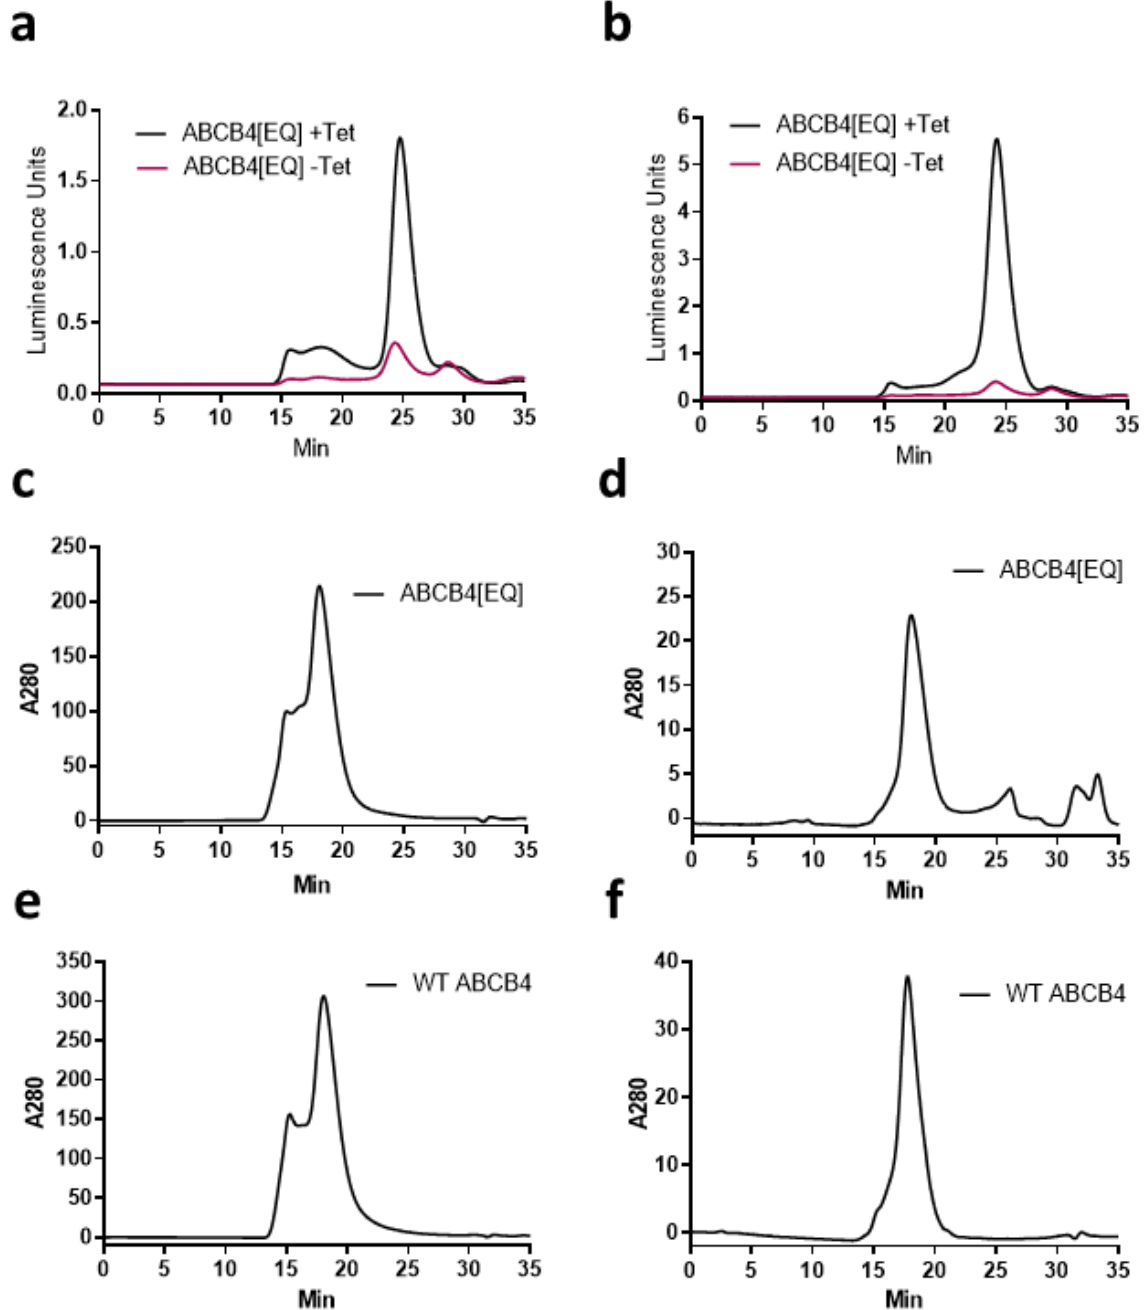 a
2.0
1.5
1.0
0.5
0.0
Luminescence Units
ABCB4[EQ] +Tet
ABCB4[EQ] -Tet
0 5 10 15 20 25 30 35
Min
b
6
5
4
3
2
1
0
Luminescence Units
ABCB4[EQ] +Tet
ABCB4[EQ] -Tet
0 5 10 15 20 25 30 35
Min
c
250
200
150
100
50
0
A280
ABCB4[EQ]
0 5 10 15 20 25 30 35
Min
d
30
25
20
15
10
5
0
A280
ABCB4[EQ]
0 5 10 15 20 25 30 35
Min
e
350
300
250
200
150
100
50
0
A280
WT ABCB4
0 5 10 15 20 25 30 35
Min
f
40
30
20
10
0
A280
WT ABCB4
0 5 10 15 20 25 30 35
Min